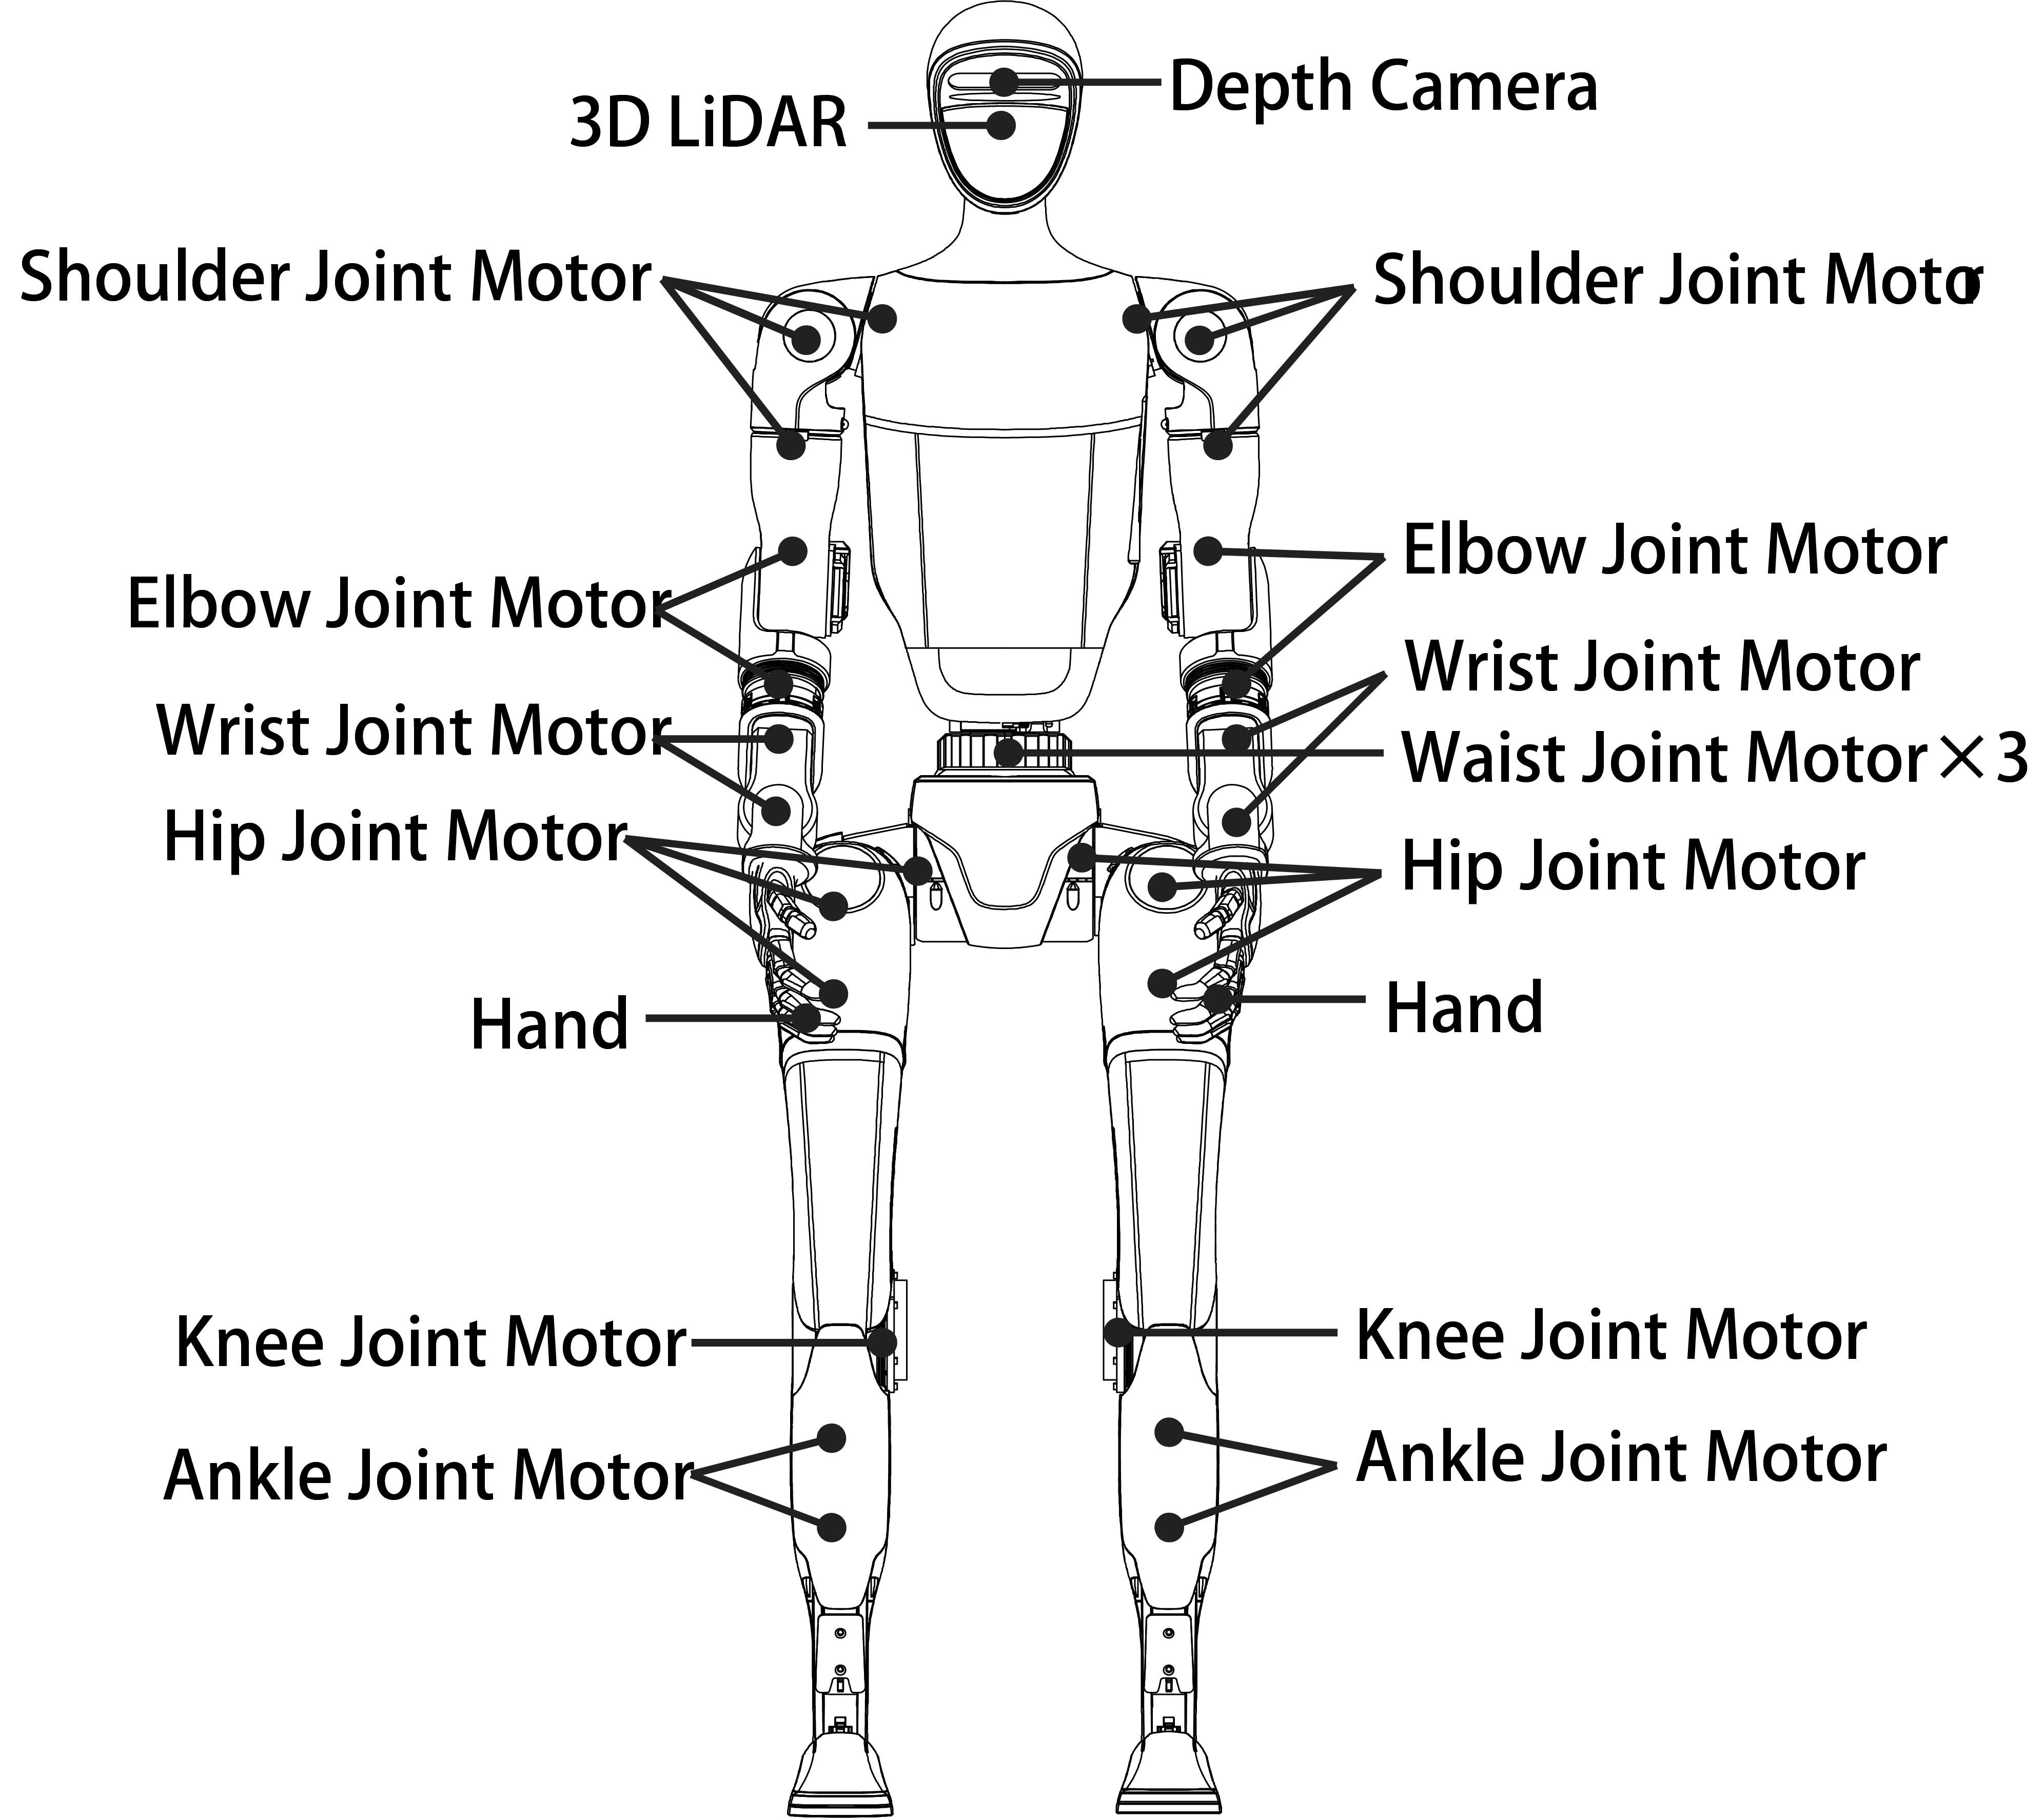 Depth Camera
3D LiDAR
Shoulder Joint Motor
Shoulder Joint Motor
Elbow Joint Motor
Elbow Joint Motor
Wrist Joint Motor
Wrist Joint Motor
Waist Joint Motor×3
Hip Joint Motor
Hip Joint Motor
Hand
Hand
Knee Joint Motor
Knee Joint Motor
Ankle Joint Motor
Ankle Joint Motor